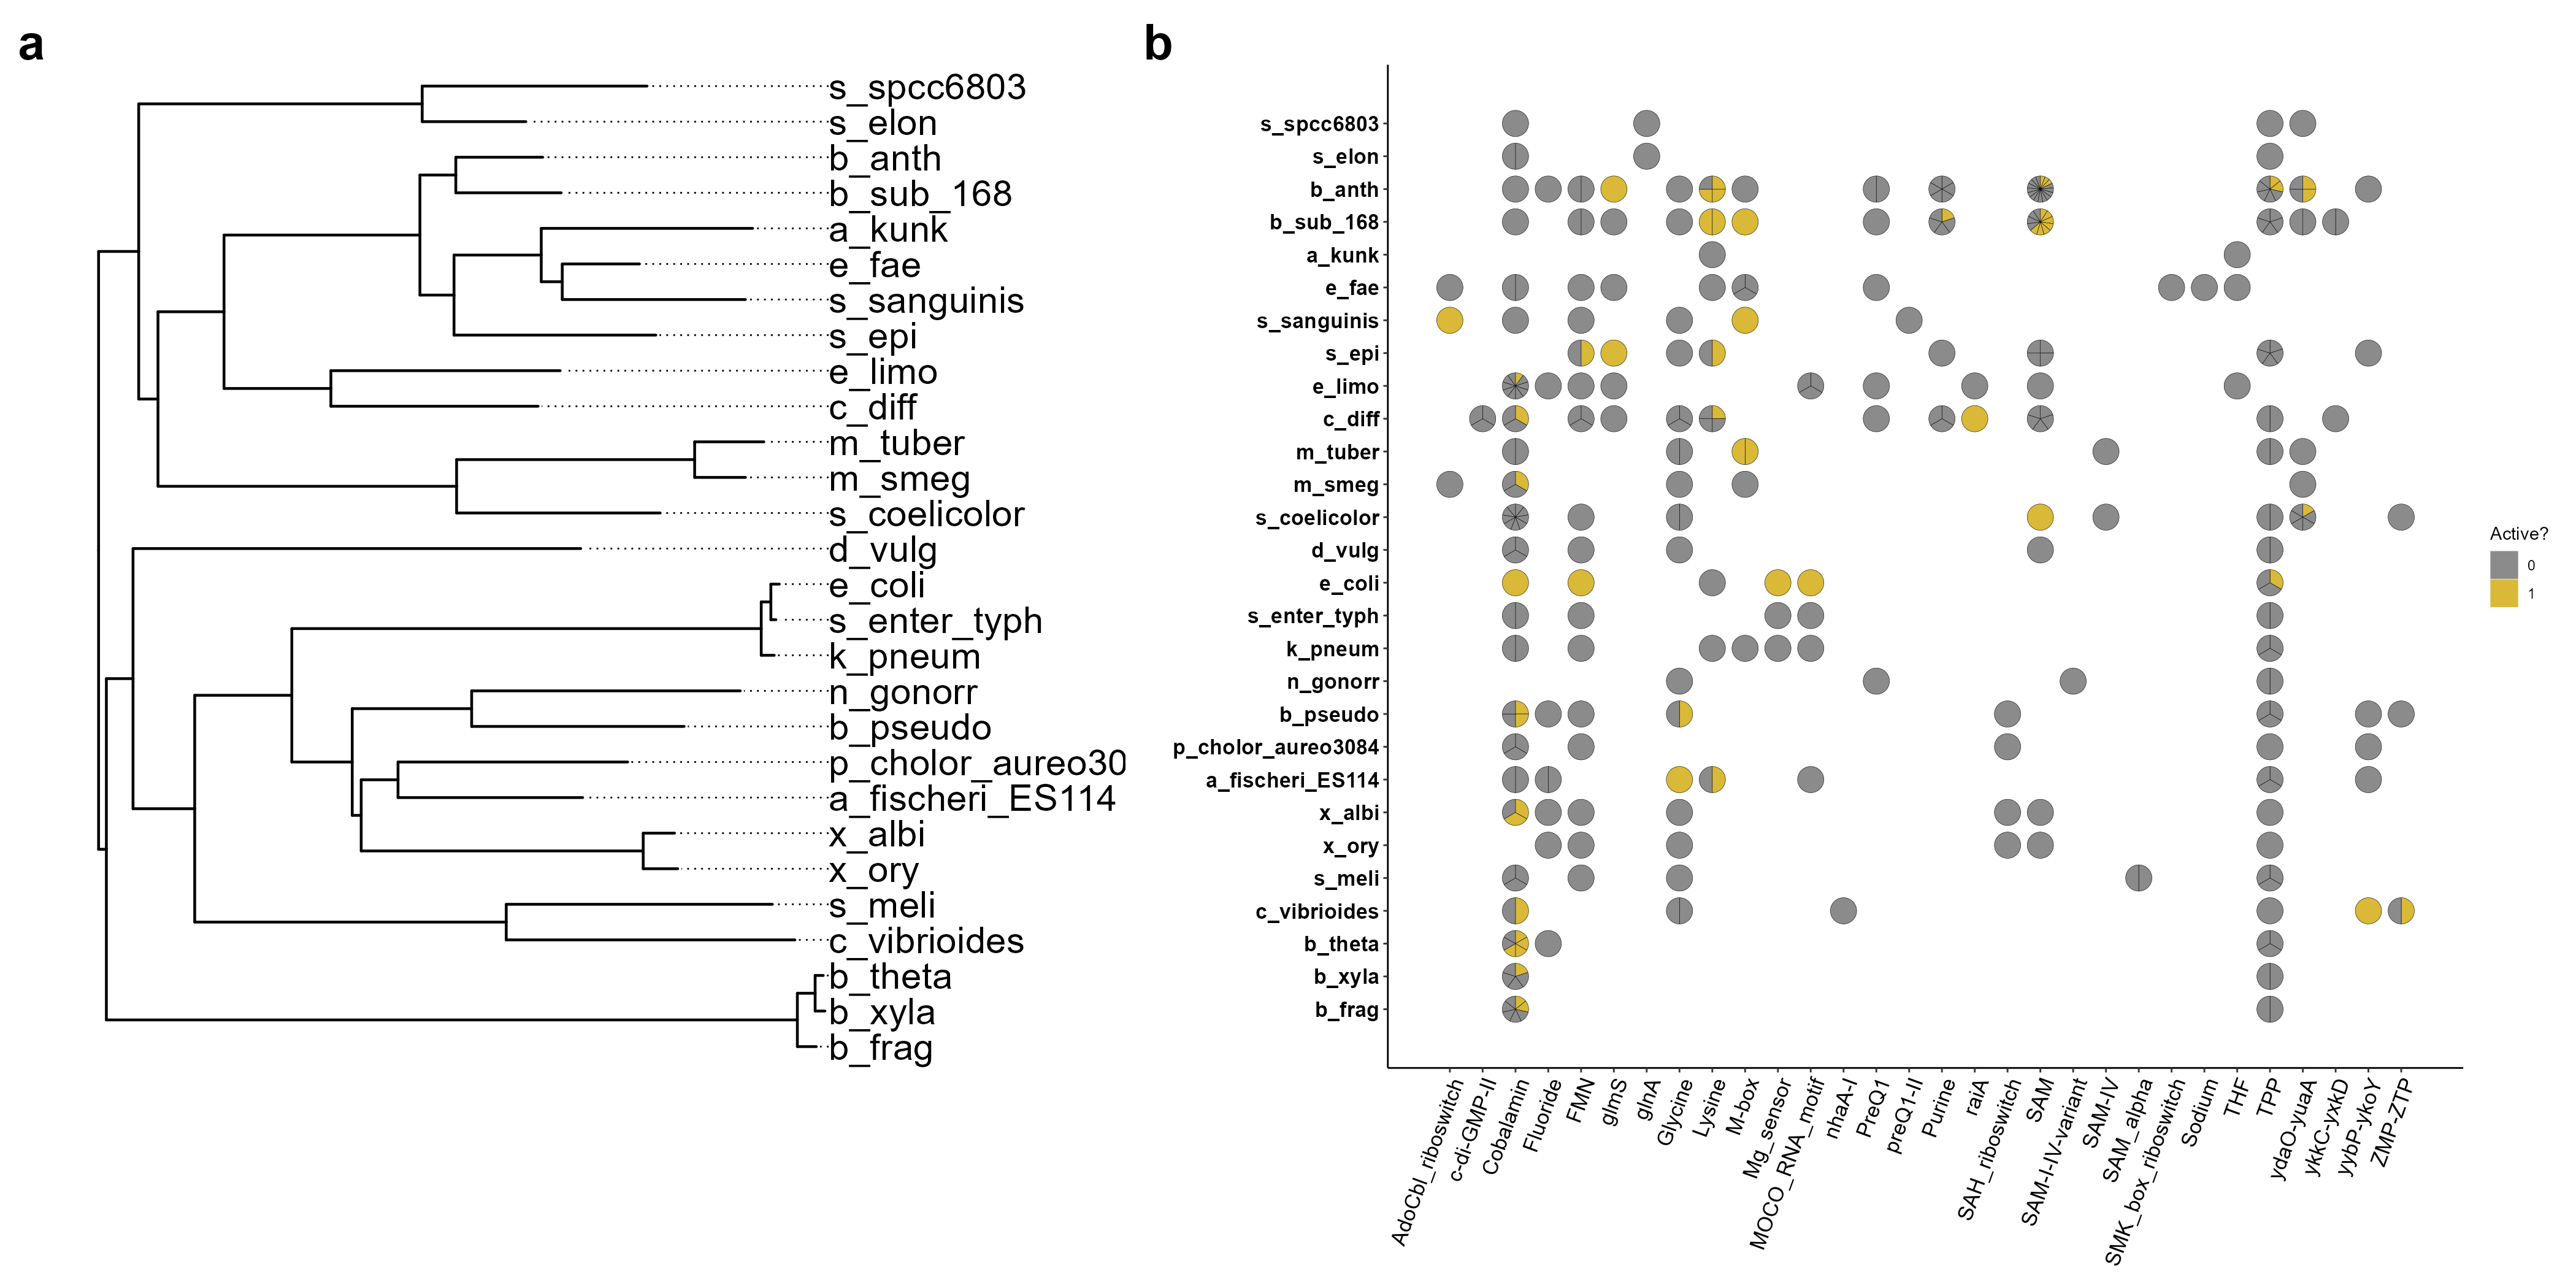 a
s_spcc6803
s_elon
b_anth
b_sub_168
a_kunk
e_fae
s_sanguinis
s_epi
e_limo
c_diff
m_tuber
m_smeg
s_coelicolor
d_vulg
e_coli
s_enter_typh
k_pneum
n_gonorr
b_pseudo
p_cholor_aureo30
a_fischeri_ES114
x_albi
x_ory
s_meli
c_vibrioides
b_theta
b_xyla
b_frag
b
s_spcc6803
s_elon
b_anth
b_sub_168
a_kunk
e_fae
s_sanguinis
s_epi
e_limo
c_diff
m_tuber
m_smeg
s_coelicolor
d_vulg
e_coli
s_enter_typh
k_pneum
n_gonorr
b_pseudo
p_cholor_aureo3084
a_fischeri_ES114
x_albi
x_ory
s_meli
c_vibrioides
b_theta
b_xyla
b_frag
AdoCbl_riboswitch
c-di-GMP-II
Cobalamin
Fluoride
FMN
glmS
glnA
Glycine
Lysine
M-box
Mg_sensor
MOCO_RNA_motif
nhaA-I
PreQ1
preQ1-II
Purine
raiA
SAH_riboswitch
SAM
SAM-I-IV-variant
SAM-IV
SAM_alpha
SMK_box_riboswitch
Sodium
THF
TPP
ydaO-yuaA
ykkC-yxkD
yybP-ykoY
ZMP-ZTP
Active?
0
1